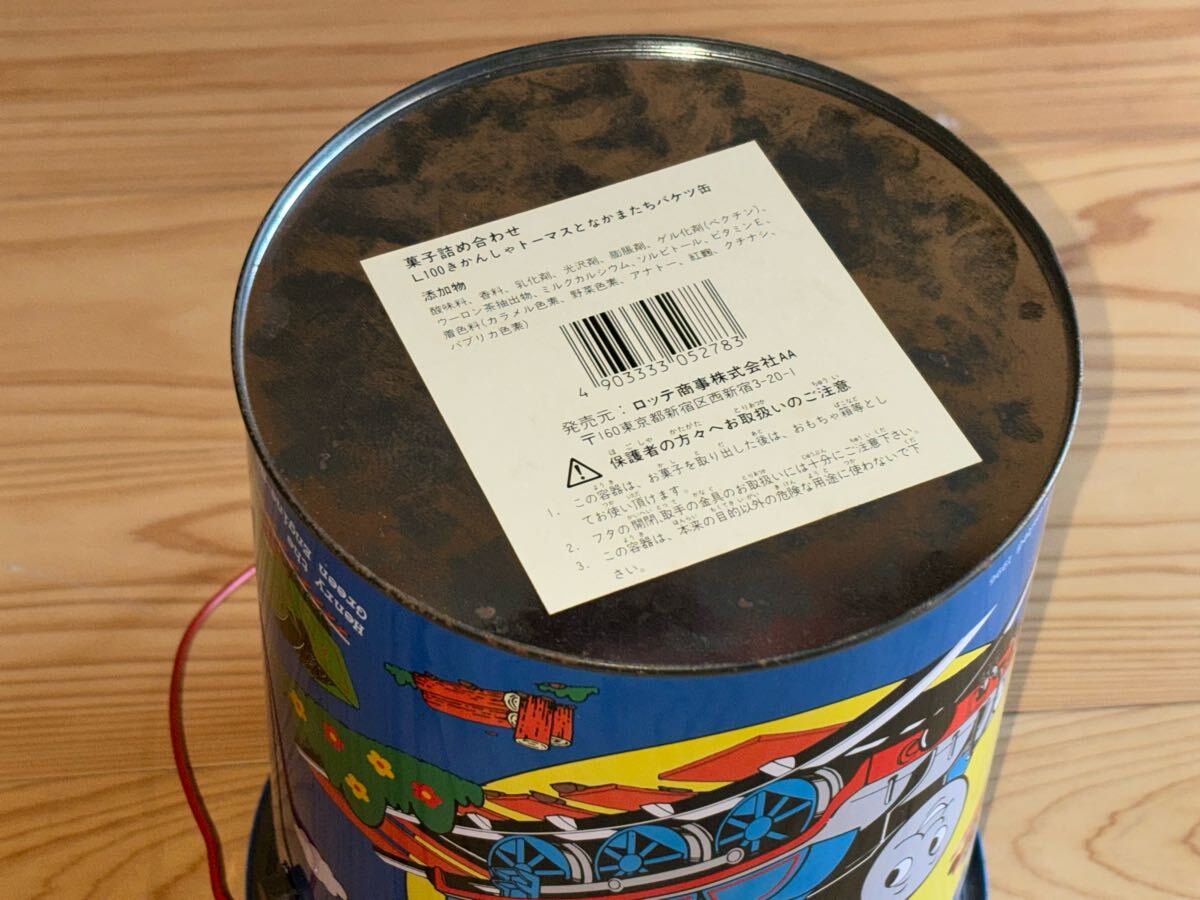 菓子詰め合わせ
L100きかんしゃトーマスとなかまたちバケツ缶
添加物
酸味料、香料、乳化剤、光沢剤、膨脹剤、ゲル化剤(ペクチン)、
ウーロン茶抽出物、ミルクカルシウム、ソルビトール、ビタミンE、
着色料(カラメル色素、野菜色素、アナトー、紅麹、クチナシ、
パプリカ色素)
4 903333 052783
発売元：ロッテ商事株式会社AA
〒160東京都新宿区西新宿3-20-1
保護者の方々へお取扱いのご注意
1. この容器は、お菓子を取り出した後は、おもちゃ箱等とし
てお使い頂けます。
2. フタの開閉、取手の金具のお取扱いには十分にご注意下さい。
3. この容器は、本来の目的以外の危険な用途に使わないで下
さい。
Henry the
Green
1996